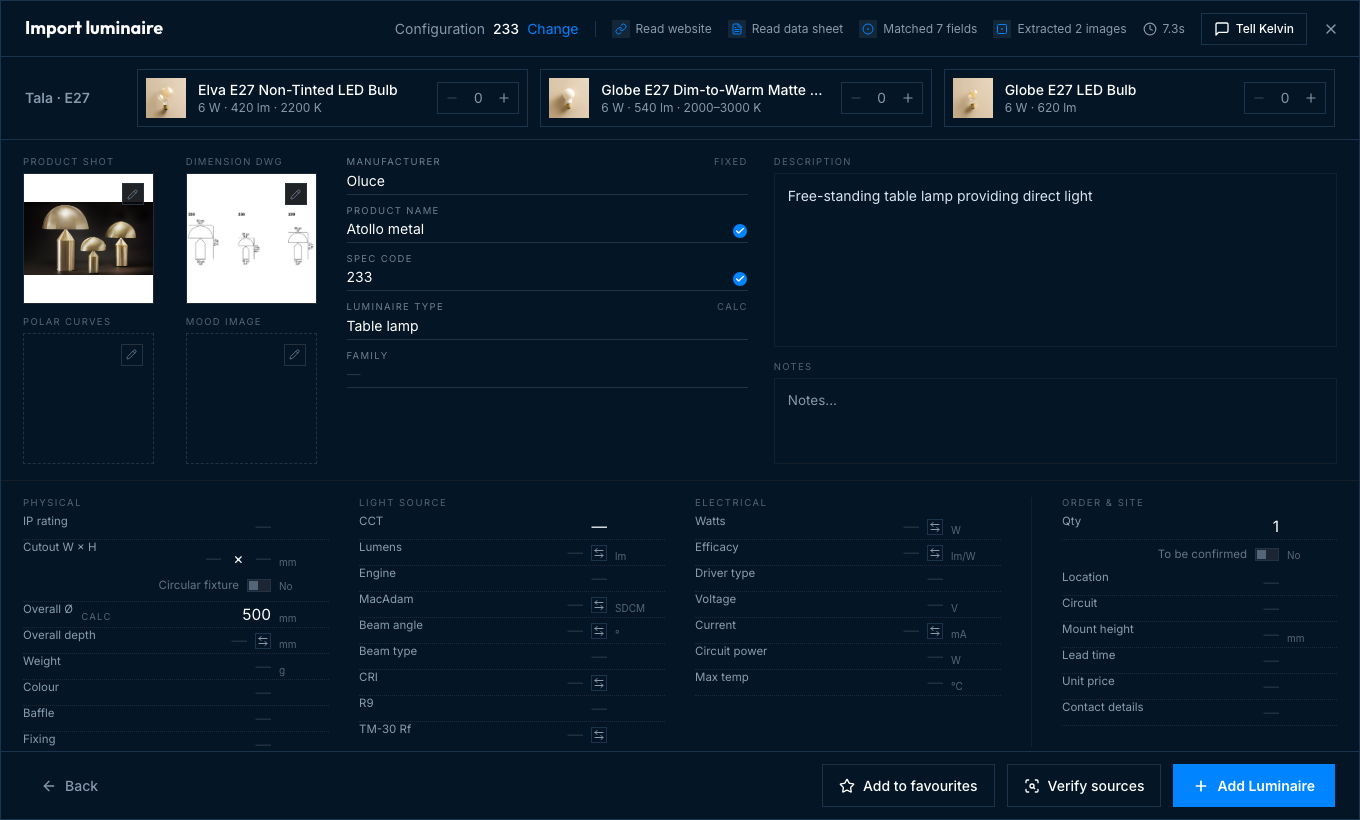 Import luminaire
Configuration 233 Change
Read website
Read data sheet
Matched 7 fields
Extracted 2 images
7.3s
Tell Kelvin
Tala · E27
Elva E27 Non-Tinted LED Bulb
6 W · 420 lm · 2200 K
− 0 +
Globe E27 Dim-to-Warm Matte ...
6 W · 540 lm · 2000–3000 K
− 0 +
Globe E27 LED Bulb
6 W · 620 lm
− 0 +
PRODUCT SHOT
DIMENSION DWG
POLAR CURVES
MOOD IMAGE
MANUFACTURER FIXED
Oluce
PRODUCT NAME
Atollo metal
SPEC CODE
233
LUMINAIRE TYPE CALC
Table lamp
FAMILY
—
DESCRIPTION
Free-standing table lamp providing direct light
NOTES
Notes...
PHYSICAL
IP rating —
Cutout W × H — × — mm
Circular fixture No
Overall Ø CALC 500 mm
Overall depth — mm
Weight — g
Colour —
Baffle —
Fixing —
LIGHT SOURCE
CCT —
Lumens — lm
Engine —
MacAdam — SDCM
Beam angle — °
Beam type —
CRI —
R9 —
TM-30 Rf —
ELECTRICAL
Watts — W
Efficacy — lm/W
Driver type —
Voltage — V
Current — mA
Circuit power — W
Max temp — °C
ORDER & SITE
Qty 1
To be confirmed No
Location —
Circuit —
Mount height — mm
Lead time —
Unit price —
Contact details —
Back
Add to favourites
Verify sources
+ Add Luminaire